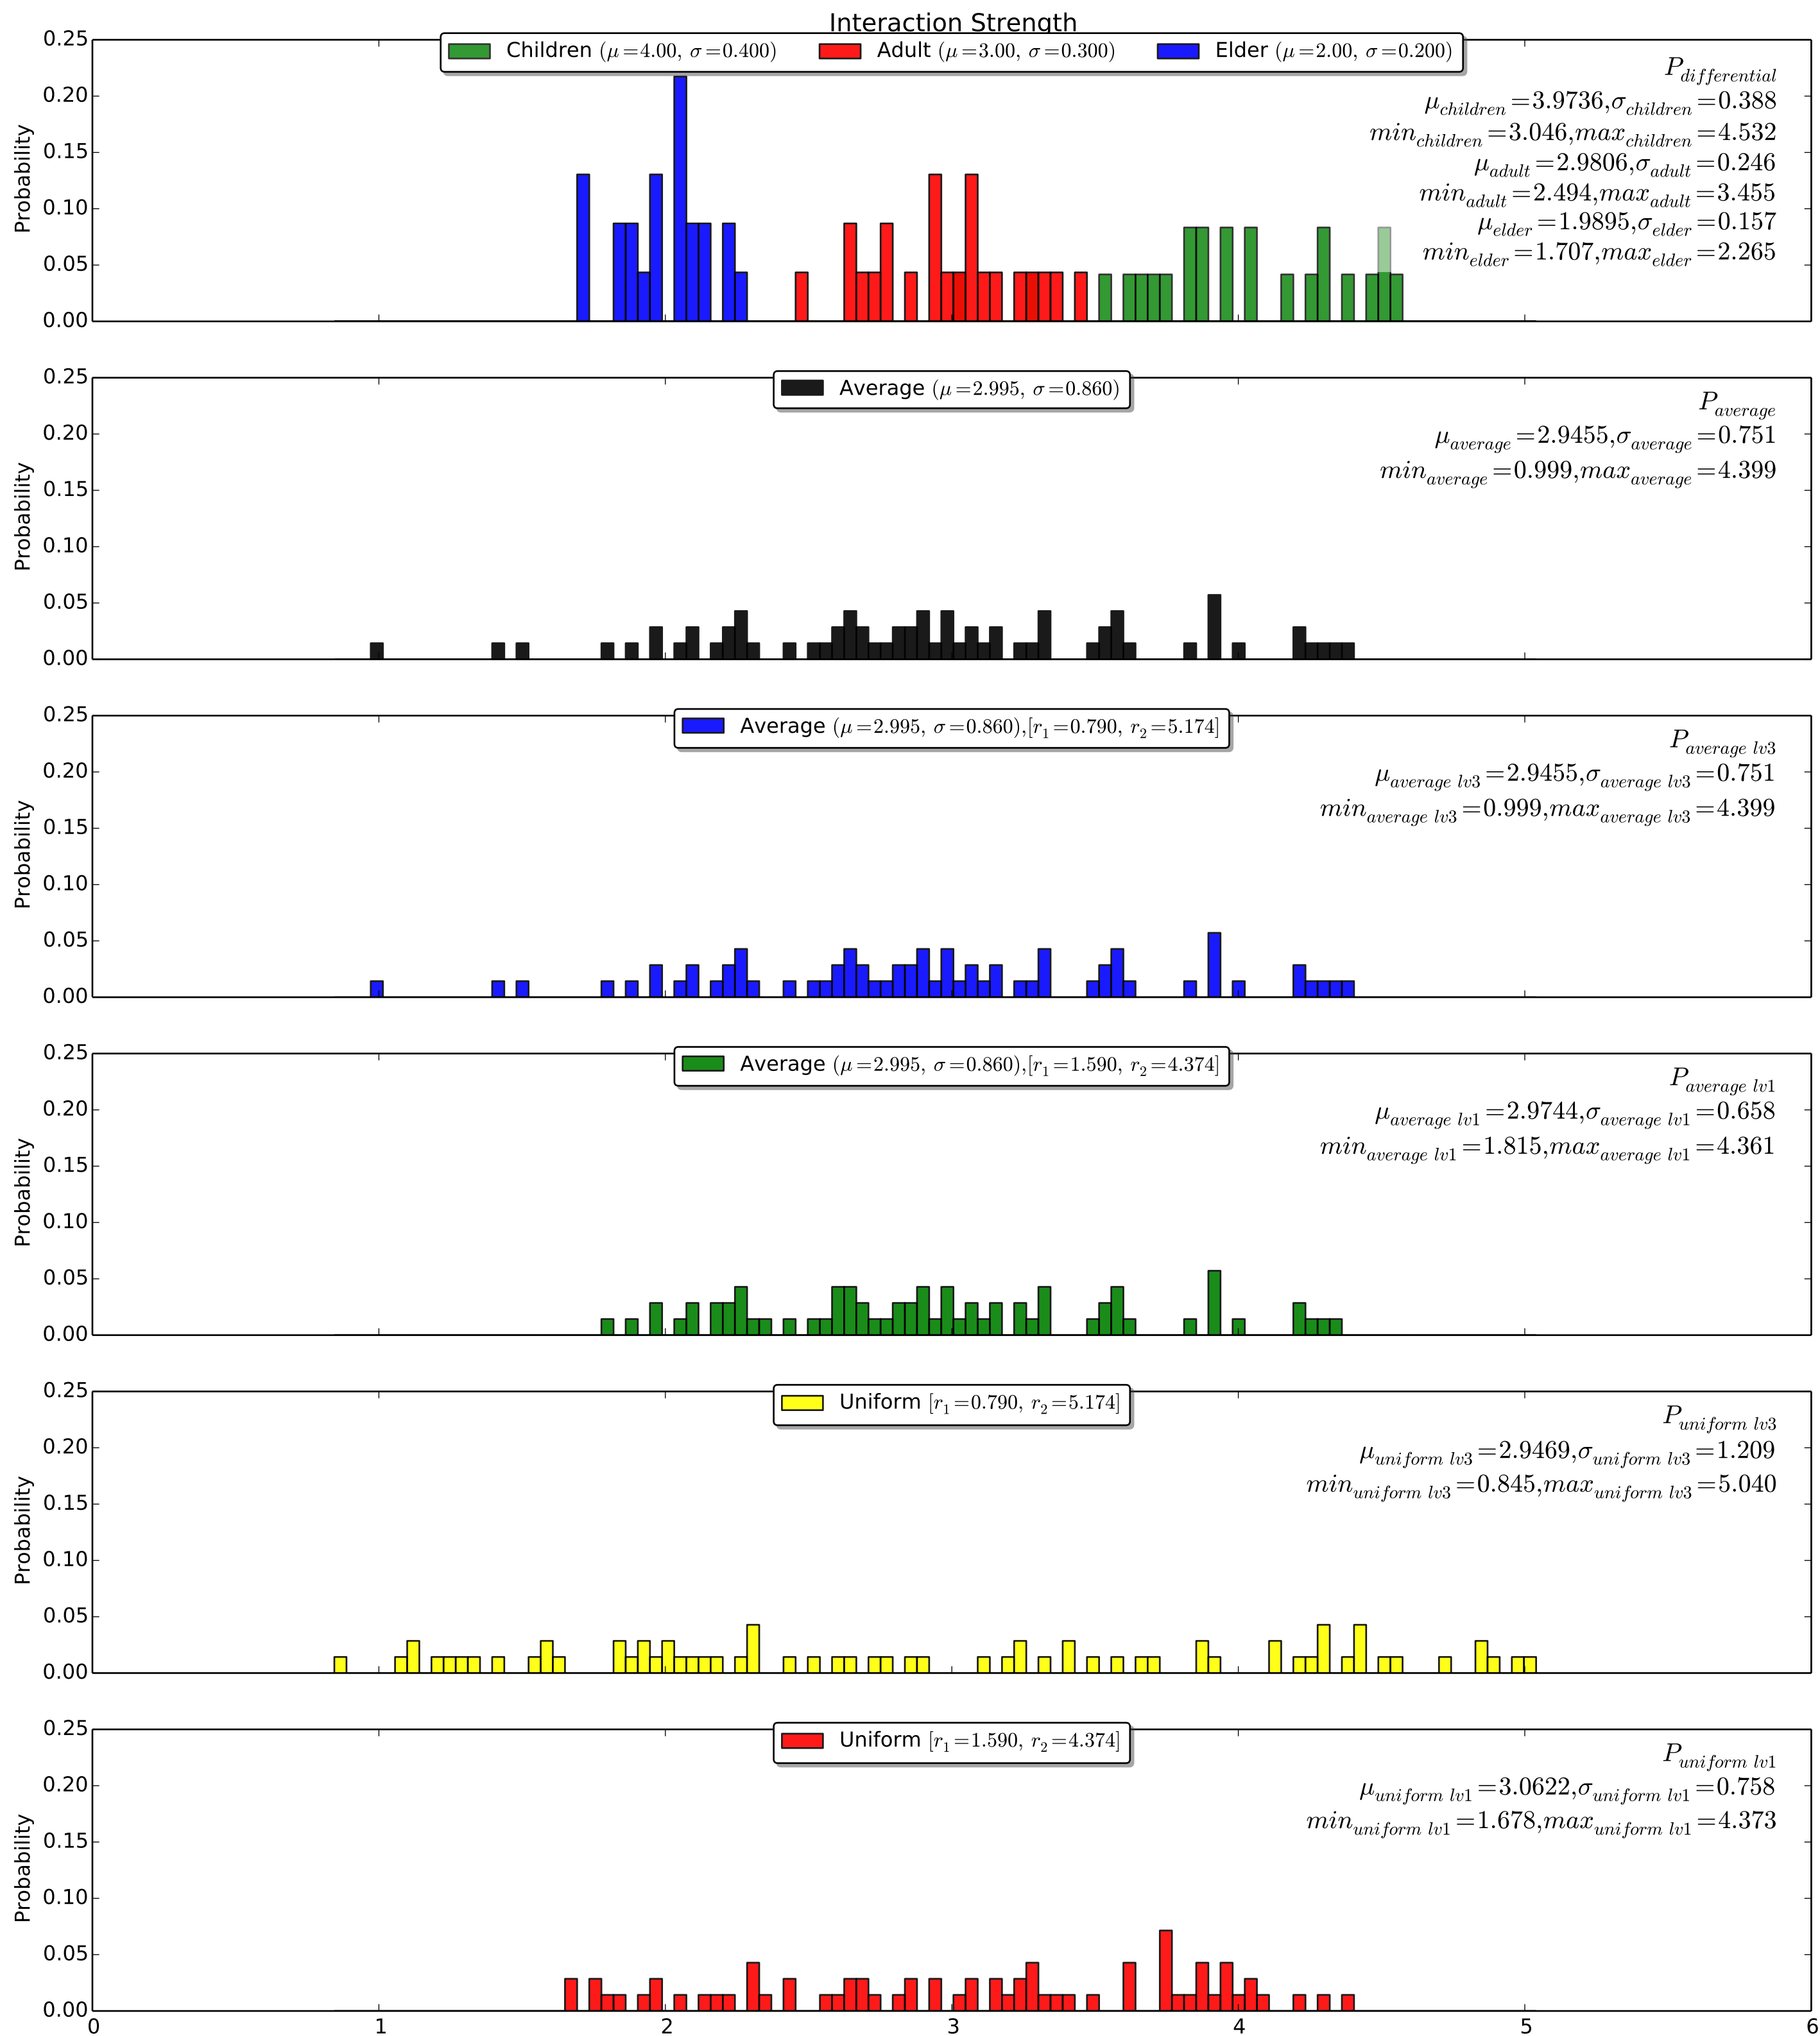 Interaction Strength
Children (μ=4.00, σ=0.400) Adult (μ=3.00, σ=0.300) Elder (μ=2.00, σ=0.200)
P_differential
μ_children=3.9736,σ_children=0.388
min_children=3.046,max_children=4.532
μ_adult=2.9806,σ_adult=0.246
min_adult=2.494,max_adult=3.455
μ_elder=1.9895,σ_elder=0.157
min_elder=1.707,max_elder=2.265
Probability
0.25
0.20
0.15
0.10
0.05
0.00
Average (μ=2.995, σ=0.860)
P_average
μ_average=2.9455,σ_average=0.751
min_average=0.999,max_average=4.399
Probability
0.25
0.20
0.15
0.10
0.05
0.00
Average (μ=2.995, σ=0.860),[r_1=0.790, r_2=5.174]
P_average lv3
μ_average lv3=2.9455,σ_average lv3=0.751
min_average lv3=0.999,max_average lv3=4.399
Probability
0.25
0.20
0.15
0.10
0.05
0.00
Average (μ=2.995, σ=0.860),[r_1=1.590, r_2=4.374]
P_average lv1
μ_average lv1=2.9744,σ_average lv1=0.658
min_average lv1=1.815,max_average lv1=4.361
Probability
0.25
0.20
0.15
0.10
0.05
0.00
Uniform [r_1=0.790, r_2=5.174]
P_uniform lv3
μ_uniform lv3=2.9469,σ_uniform lv3=1.209
min_uniform lv3=0.845,max_uniform lv3=5.040
Probability
0.25
0.20
0.15
0.10
0.05
0.00
Uniform [r_1=1.590, r_2=4.374]
P_uniform lv1
μ_uniform lv1=3.0622,σ_uniform lv1=0.758
min_uniform lv1=1.678,max_uniform lv1=4.373
Probability
0.25
0.20
0.15
0.10
0.05
0.00
0 1 2 3 4 5 6